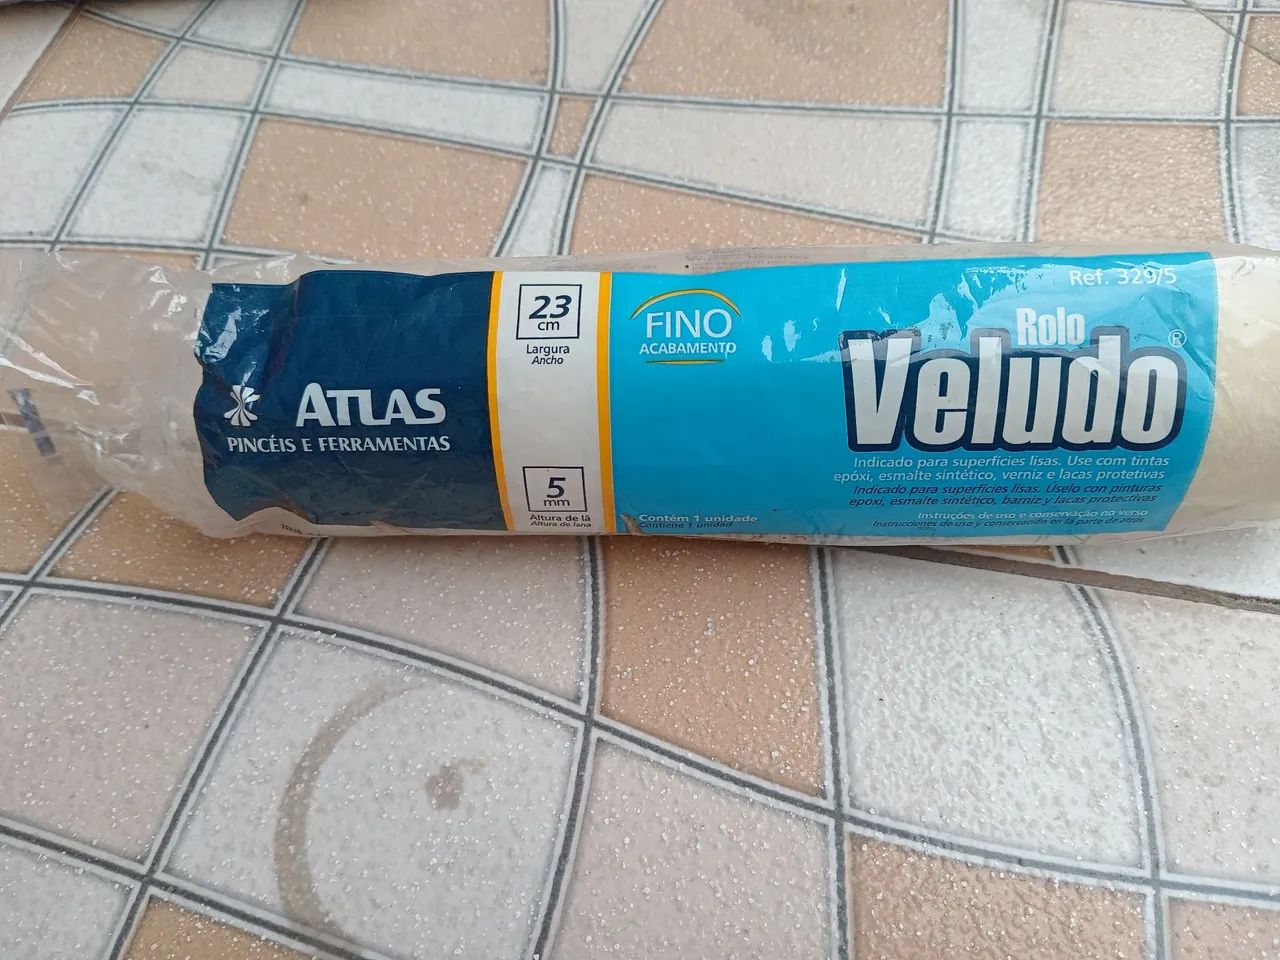 ATLAS
PINCÉIS E FERRAMENTAS
23
cm
Largura
Ancho
5
mm
Altura de lã
Altura de lana
FINO
ACABAMENTO
Contém 1 unidade
Contiene 1 unidad
Ref. 329/5
Rolo
Veludo®
Indicado para superfícies lisas. Use com tintas
epóxi, esmalte sintético, verniz e lacas protetivas
Indicado para superficies lisas. Uselo con pinturas
epoxi, esmalte sintético, barniz y lacas protectivas
Instruções de uso e conservação no verso
Instrucciones de uso y conservación en la parte de atrás